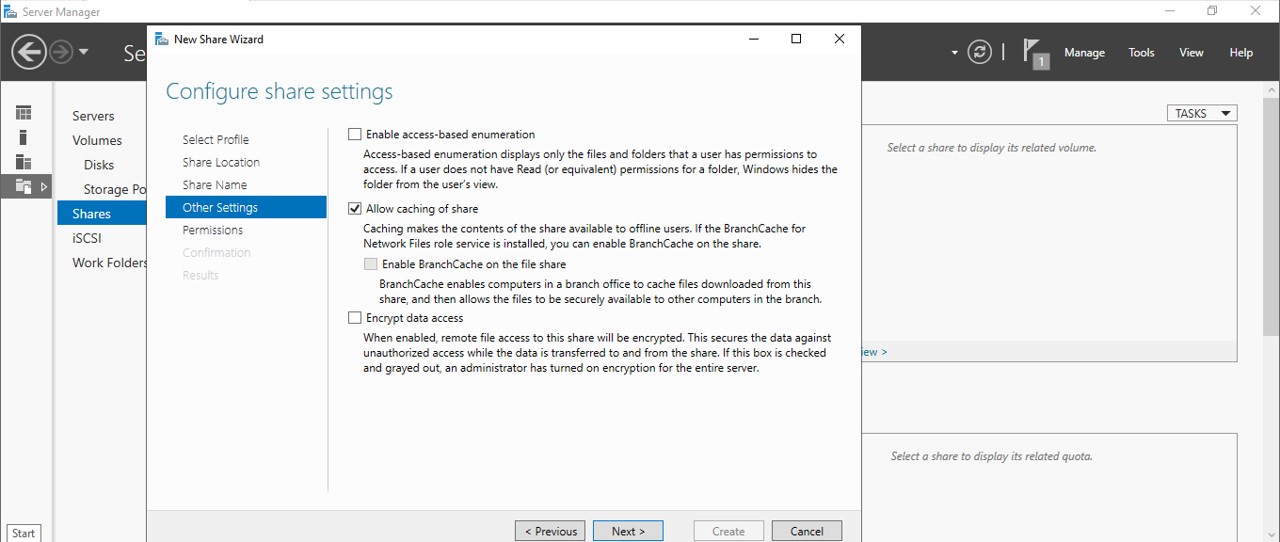 Server Manager
New Share Wizard
Se
1
Manage
Tools
View
Help
Configure share settings
Servers
Volumes
Disks
Storage Po
Shares
iSCSI
Work Folders
Select Profile
Share Location
Share Name
Other Settings
Permissions
Confirmation
Results
Enable access-based enumeration
Access-based enumeration displays only the files and folders that a user has permissions to
access. If a user does not have Read (or equivalent) permissions for a folder, Windows hides the
folder from the user's view.
Allow caching of share
Caching makes the contents of the share available to offline users. If the BranchCache for
Network Files role service is installed, you can enable BranchCache on the share.
Enable BranchCache on the file share
BranchCache enables computers in a branch office to cache files downloaded from this
share, and then allows the files to be securely available to other computers in the branch.
Encrypt data access
When enabled, remote file access to this share will be encrypted. This secures the data against
unauthorized access while the data is transferred to and from the share. If this box is checked
and grayed out, an administrator has turned on encryption for the entire server.
< Previous
Next >
Create
Cancel
TASKS
Select a share to display its related volume.
iew >
Select a share to display its related quota.
Start